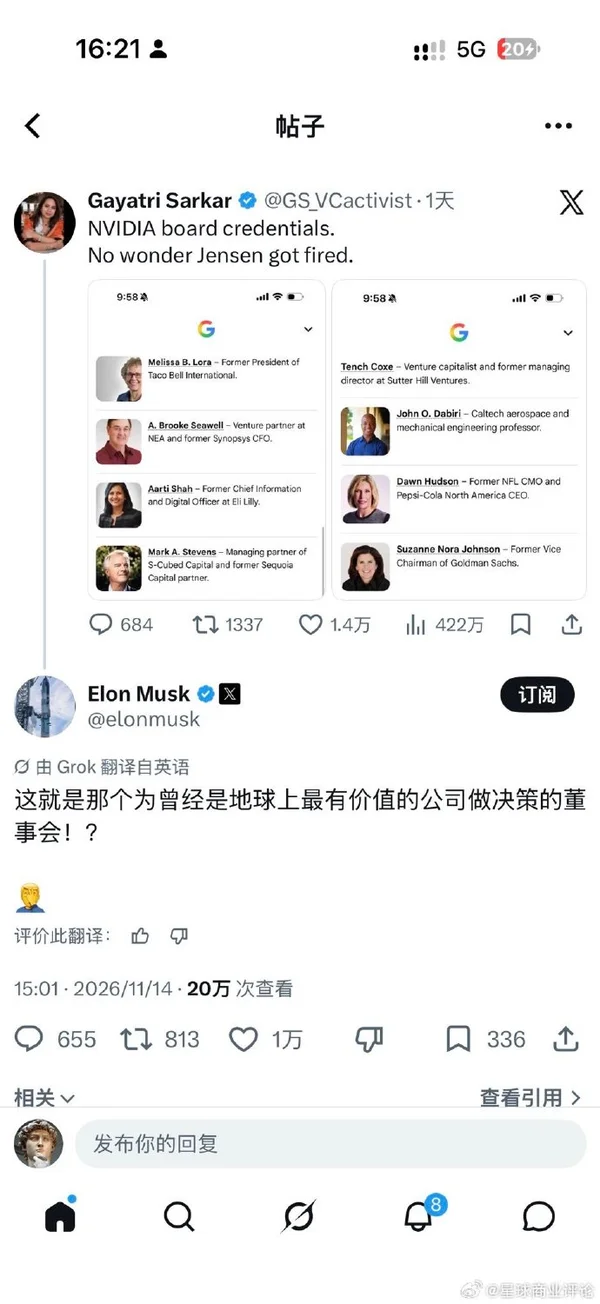 16:21
5G
20
帖子
Gayatri Sarkar @GS_VCactivist · 1天
NVIDIA board credentials.
No wonder Jensen got fired.
9:58
Melissa B. Lora – Former President of
Taco Bell International.
A. Brooke Seawell – Venture partner at
NEA and former Synopsys CFO.
Aarti Shah – Former Chief Information
and Digital Officer at Eli Lilly.
Mark A. Stevens – Managing partner of
S-Cubed Capital and former Sequoia
Capital partner.
9:58
Tench Coxe – Venture capitalist and former managing
director at Sutter Hill Ventures.
John O. Dabiri – Caltech aerospace and
mechanical engineering professor.
Dawn Hudson – Former NFL CMO and
Pepsi-Cola North America CEO.
Suzanne Nora Johnson – Former Vice
Chairman of Goldman Sachs.
684 1337 1.4万 422万
Elon Musk
@elonmusk
订阅
由 Grok 翻译自英语
这就是那个为曾经是地球上最有价值的公司做决策的董
事会！？
评价此翻译：
15:01 · 2026/11/14 · 20万 次查看
655 813 1万 336
相关 查看引用
发布你的回复
8
@星球商业评论